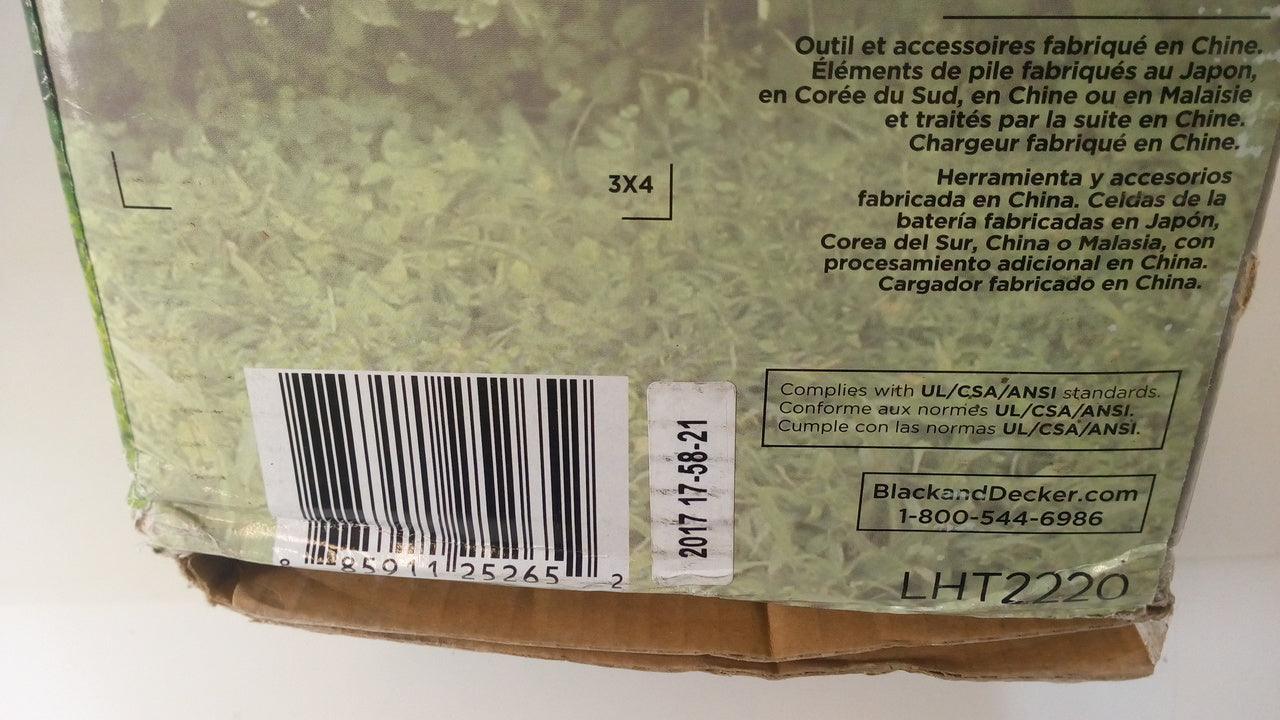 Outil et accessoires fabriqué en Chine.
Éléments de pile fabriqués au Japon,
en Corée du Sud, en Chine ou en Malaisie
et traités par la suite en Chine.
Chargeur fabriqué en Chine.
Herramienta y accesorios
fabricada en China. Celdas de la
batería fabricadas en Japón,
Corea del Sur, China o Malasia, con
procesamiento adicional en China.
Cargador fabricado en China.
3X4
Complies with UL/CSA/ANSI standards.
Conforme aux normes UL/CSA/ANSI.
Cumple con las normas UL/CSA/ANSI.
BlackandDecker.com
1-800-544-6986
LHT2220
2017 17-58-21
8 85911 25265 2